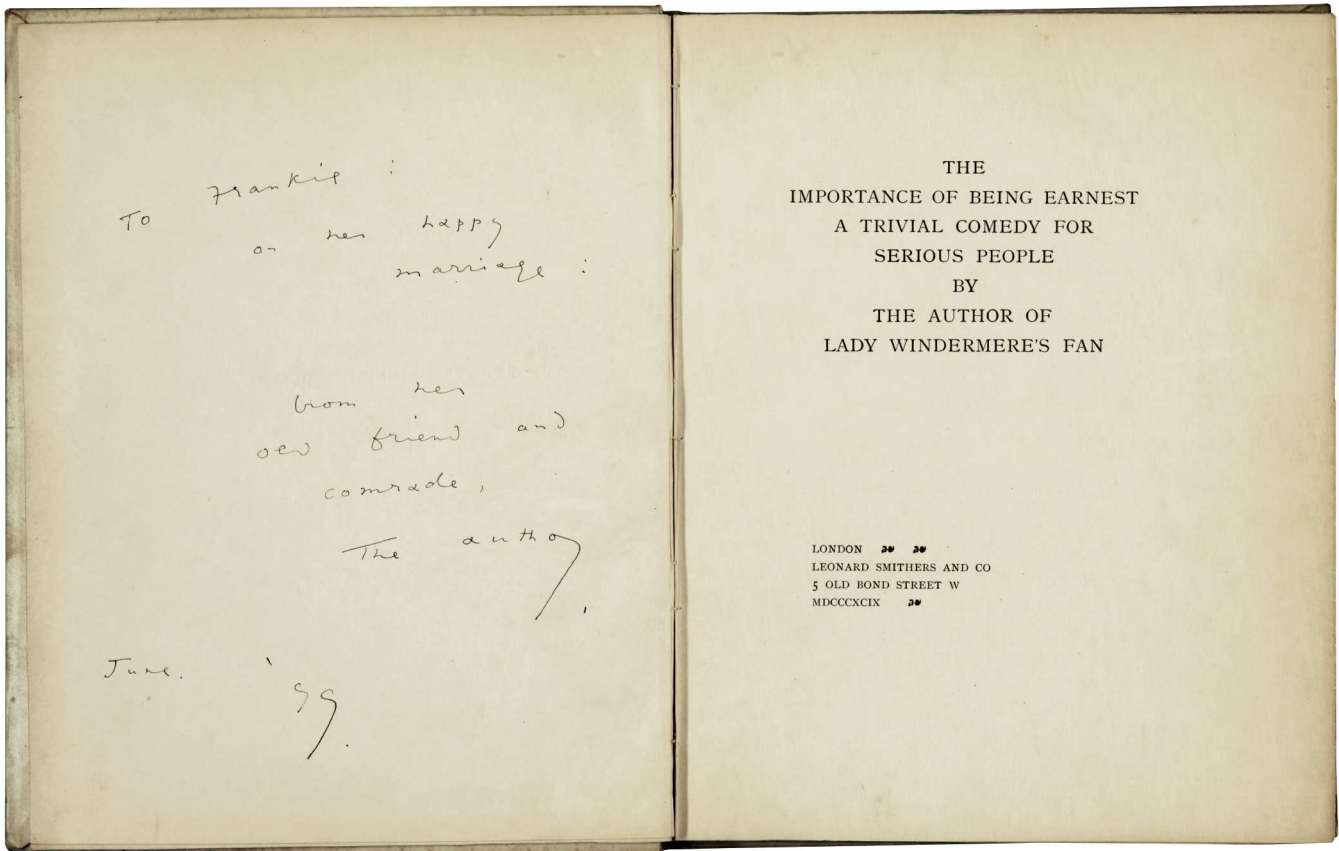 To Frankie :
on her happy
marriage :
from her
old friend and
comrade,
The author.
June. '99.
THE
IMPORTANCE OF BEING EARNEST
A TRIVIAL COMEDY FOR
SERIOUS PEOPLE
BY
THE AUTHOR OF
LADY WINDERMERE'S FAN
LONDON
LEONARD SMITHERS AND CO
5 OLD BOND STREET W
MDCCCXCIX